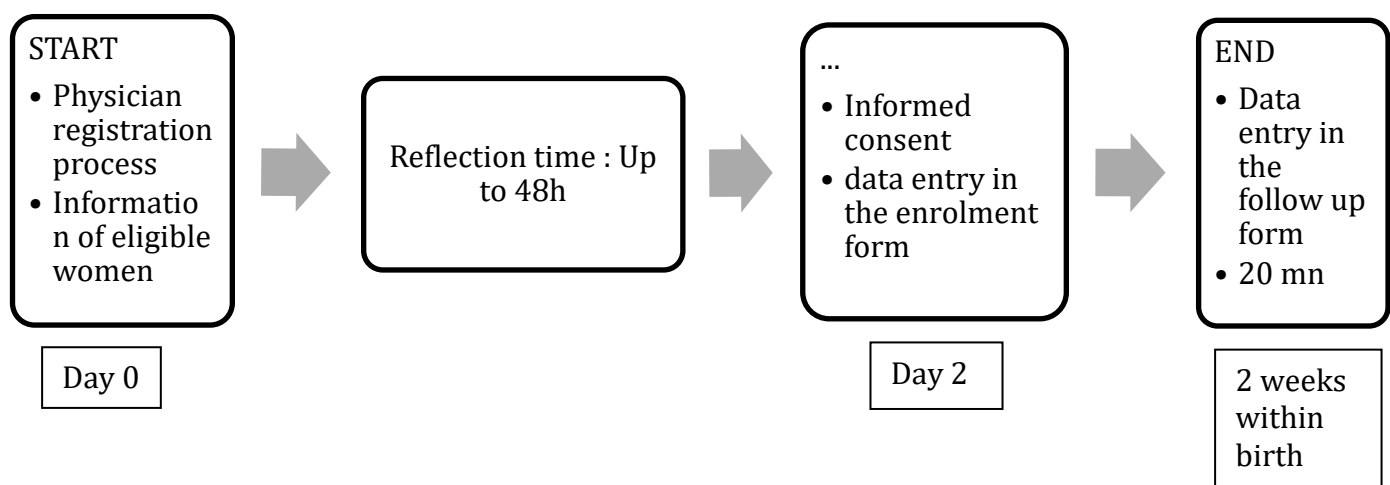 START
• Physician
registration
process
• Informatio
n of eligible
women
Reflection time : Up
to 48h
...
• Informed
consent
• data entry in
the enrolment
form
END
• Data
entry in
the
follow up
form
• 20 mn
Day 0
Day 2
2 weeks
within
birth